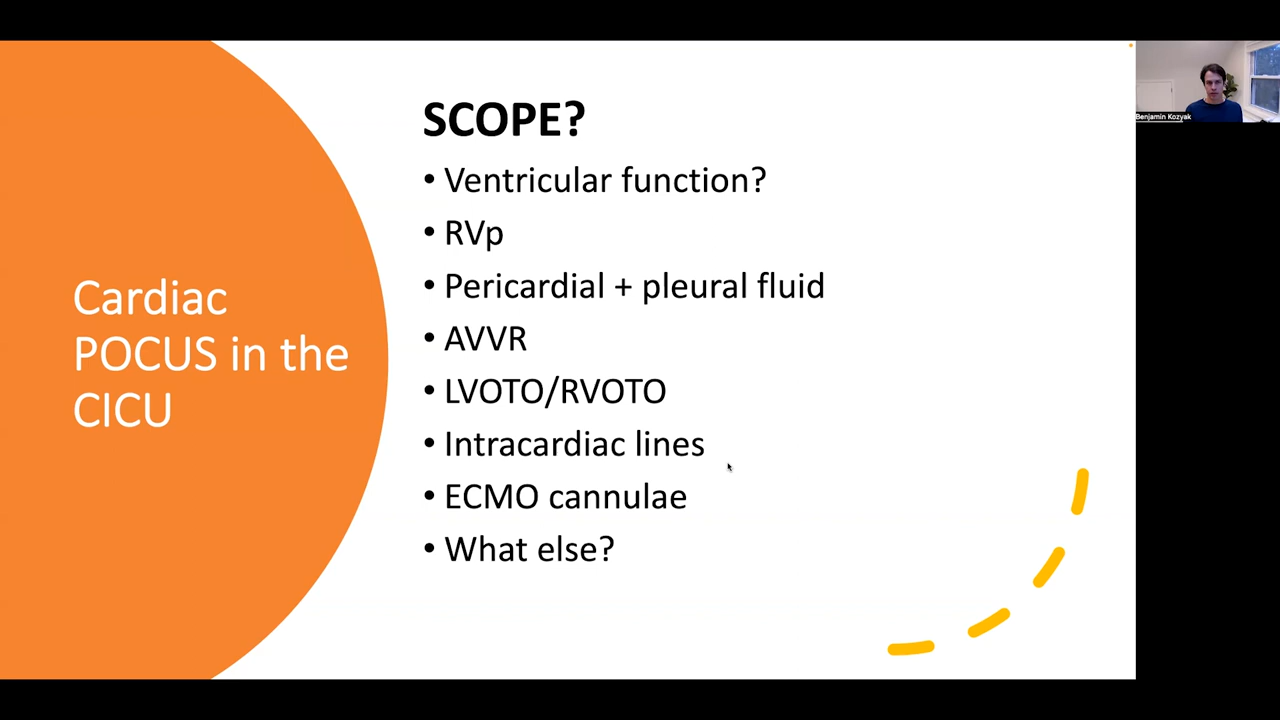 Cardiac
POCUS in the
CICU
SCOPE?
• Ventricular function?
• RVp
• Pericardial + pleural fluid
• AVVR
• LVOTO/RVOTO
• Intracardiac lines
• ECMO cannulae
• What else?
Benjamin Kozyak